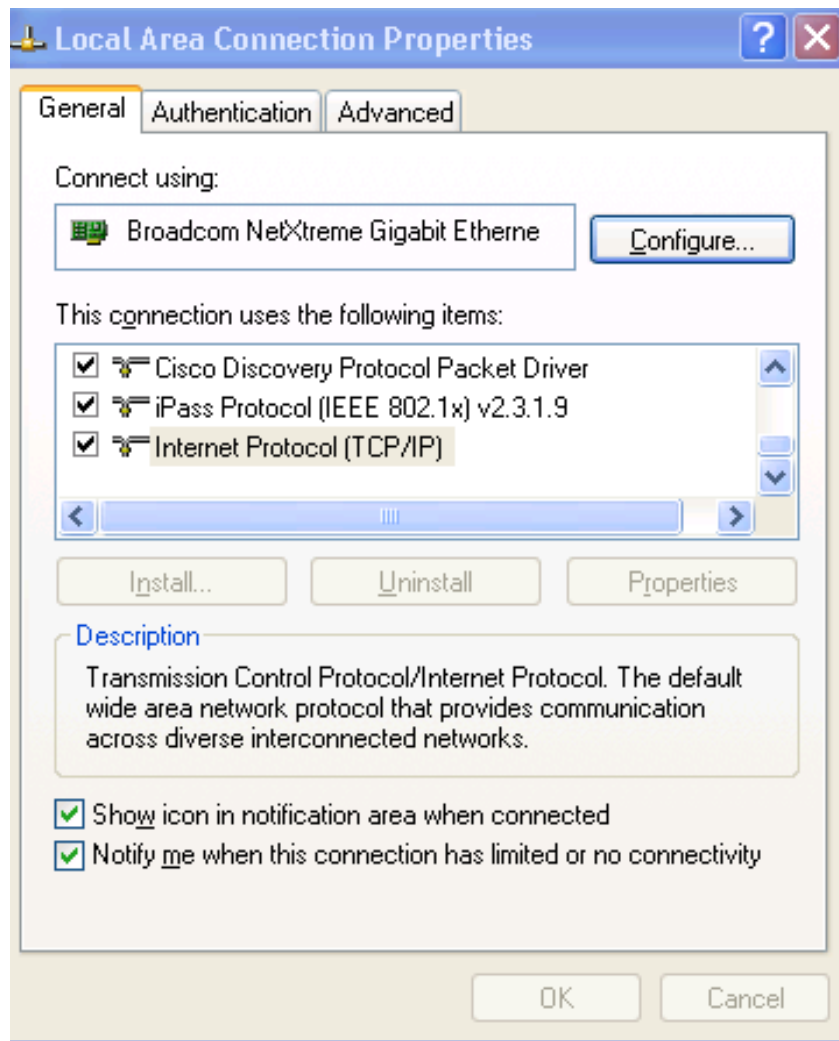 Local Area Connection Properties
General Authentication Advanced
Connect using:
Broadcom NetXtreme Gigabit Etherne
Configure...
This connection uses the following items:
Cisco Discovery Protocol Packet Driver
iPass Protocol (IEEE 802.1x) v2.3.1.9
Internet Protocol (TCP/IP)
Install... Uninstall Properties
Description
Transmission Control Protocol/Internet Protocol. The default
wide area network protocol that provides communication
across diverse interconnected networks.
Show icon in notification area when connected
Notify me when this connection has limited or no connectivity
OK Cancel